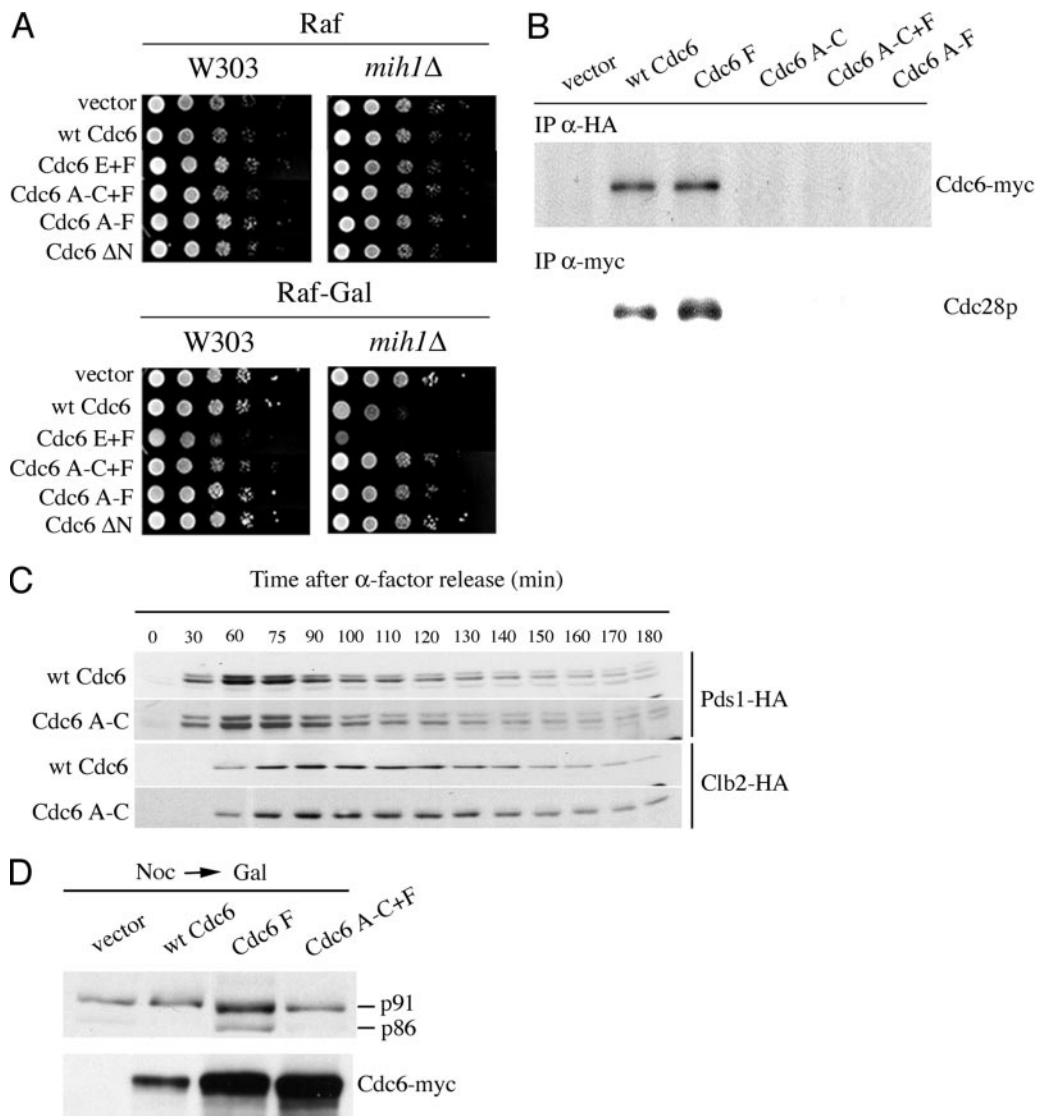 A
Raf
W303 mih1Δ
vector
wt Cdc6
Cdc6 E+F
Cdc6 A-C+F
Cdc6 A-F
Cdc6 ΔN
Raf-Gal
W303 mih1Δ
vector
wt Cdc6
Cdc6 E+F
Cdc6 A-C+F
Cdc6 A-F
Cdc6 ΔN
B
vector wt Cdc6 Cdc6 F Cdc6 A-C Cdc6 A-C+F Cdc6 A-F
IP α-HA
Cdc6-myc
IP α-myc
Cdc28p
C
Time after α-factor release (min)
0 30 60 75 90 100 110 120 130 140 150 160 170 180
wt Cdc6
Cdc6 A-C
Pds1-HA
wt Cdc6
Cdc6 A-C
Clb2-HA
D
Noc → Gal
vector wt Cdc6 Cdc6 F Cdc6 A-C+F
p91
p86
Cdc6-myc